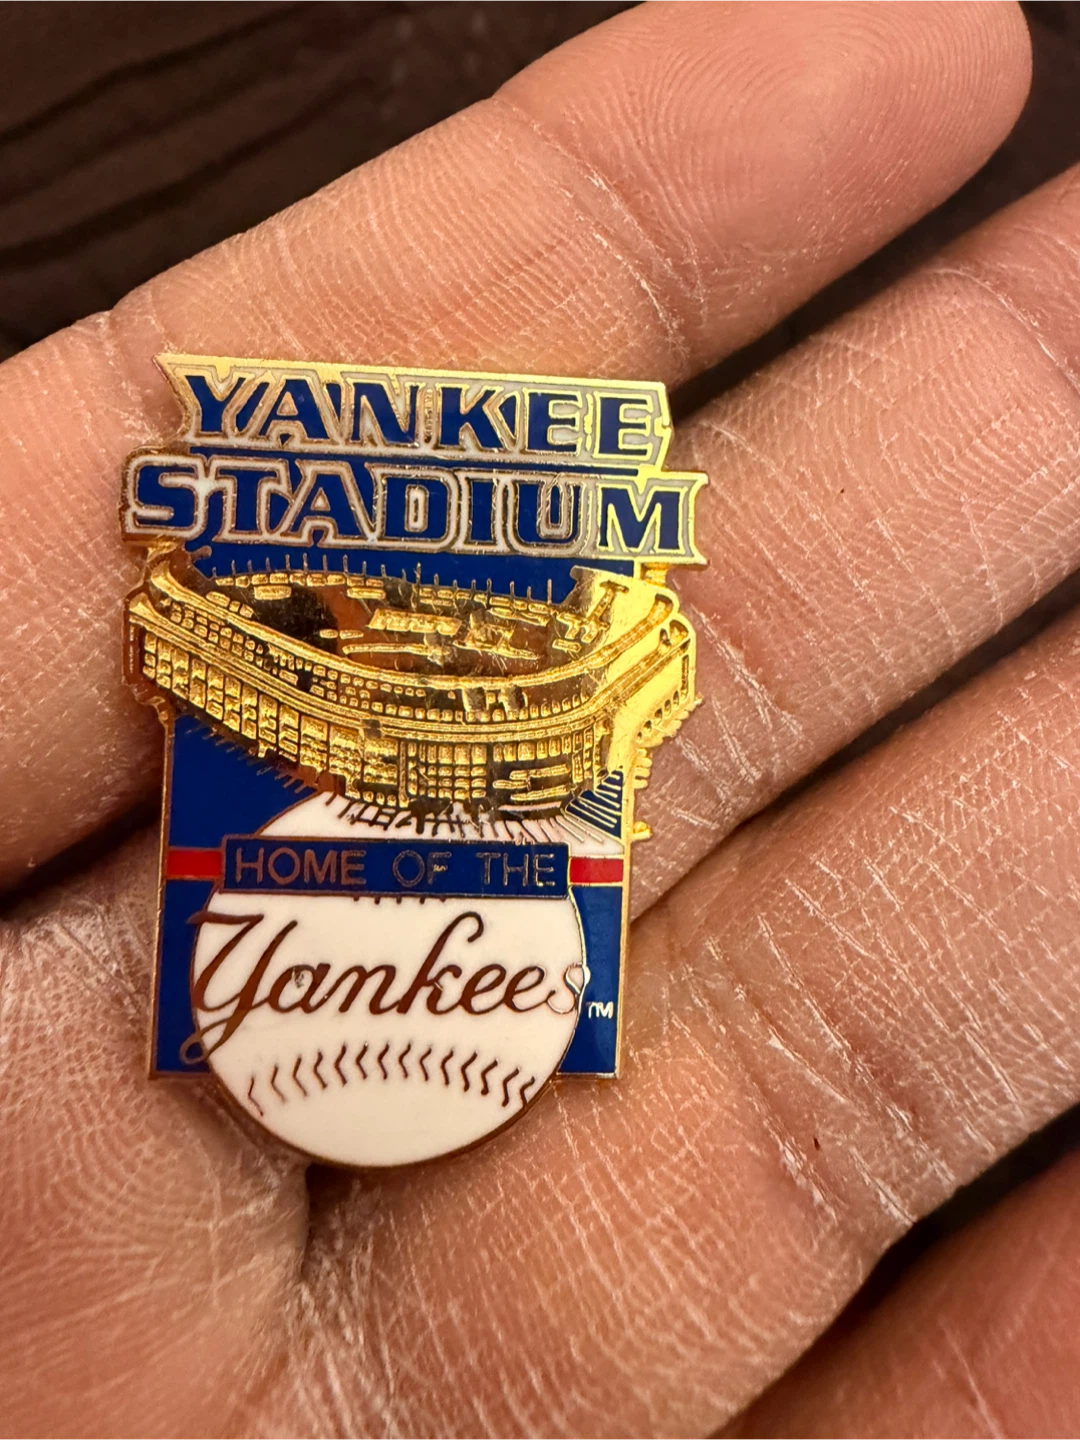 YANKEE
STADIUM
HOME OF THE
Yankees TM